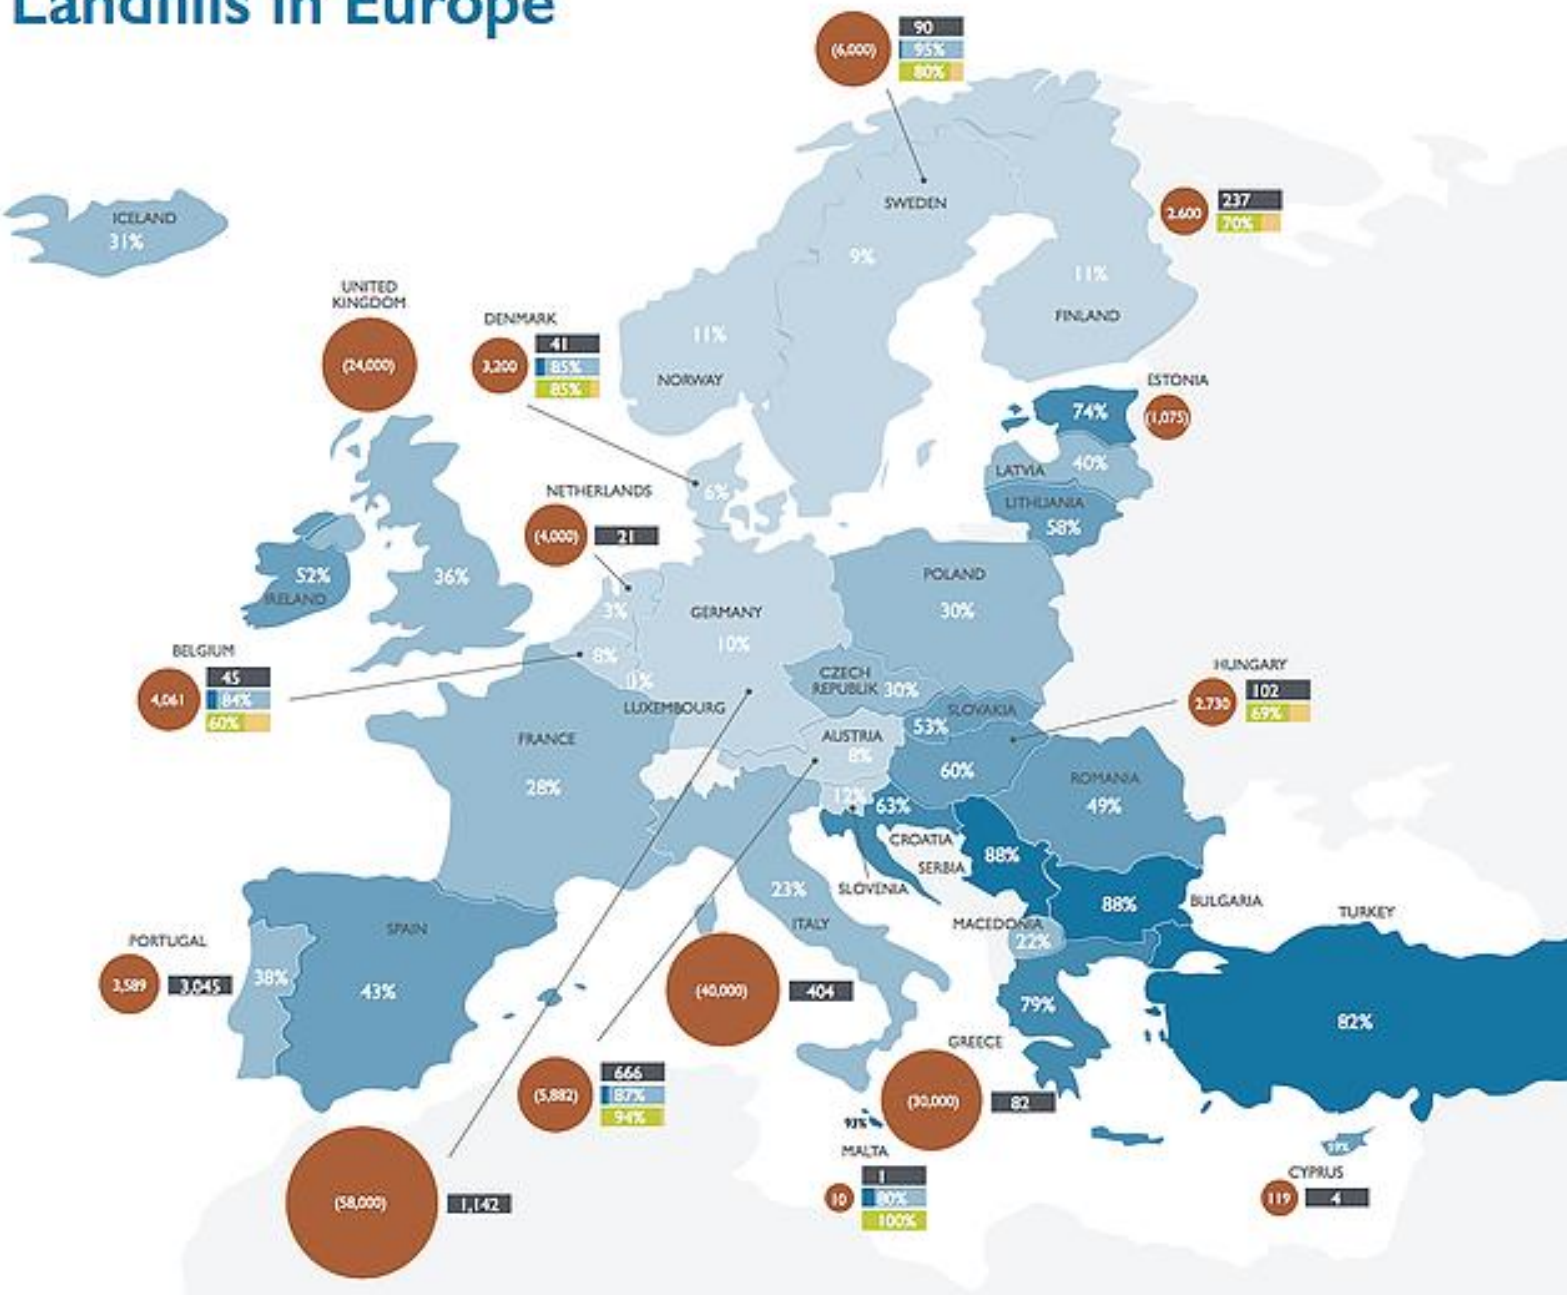 Landfills in Europe
(6,000)
90
95%
80%
SWEDEN
9%
2.600
237
70%
11%
FINLAND
ICELAND
31%
UNITED
KINGDOM
(24,000)
DENMARK
3,200
41
85%
85%
11%
NORWAY
ESTONIA
74%
(1,075)
LATVIA
40%
LITHUANIA
58%
6%
NETHERLANDS
(4,000)
21
52%
IRELAND
36%
3%
GERMANY
10%
POLAND
30%
BELGIUM
4,061
45
84%
60%
8%
LUXEMBOURG
CZECH
REPUBLIK
30%
HUNGARY
2.730
102
69%
SLOVAKIA
53%
FRANCE
28%
AUSTRIA
8%
60%
ROMANIA
49%
12%
63%
CROATIA
SERBIA
88%
SLOVENIA
23%
ITALY
88%
BULGARIA
MACEDONIA
22%
TURKEY
82%
SPAIN
43%
PORTUGAL
3,589
3,045
38%
(40,000)
404
79%
GREECE
(30,000)
82
(5,882)
666
87%
94%
93%
MALTA
10
1
80%
100%
CYPRUS
119
4
(58,000)
1,142